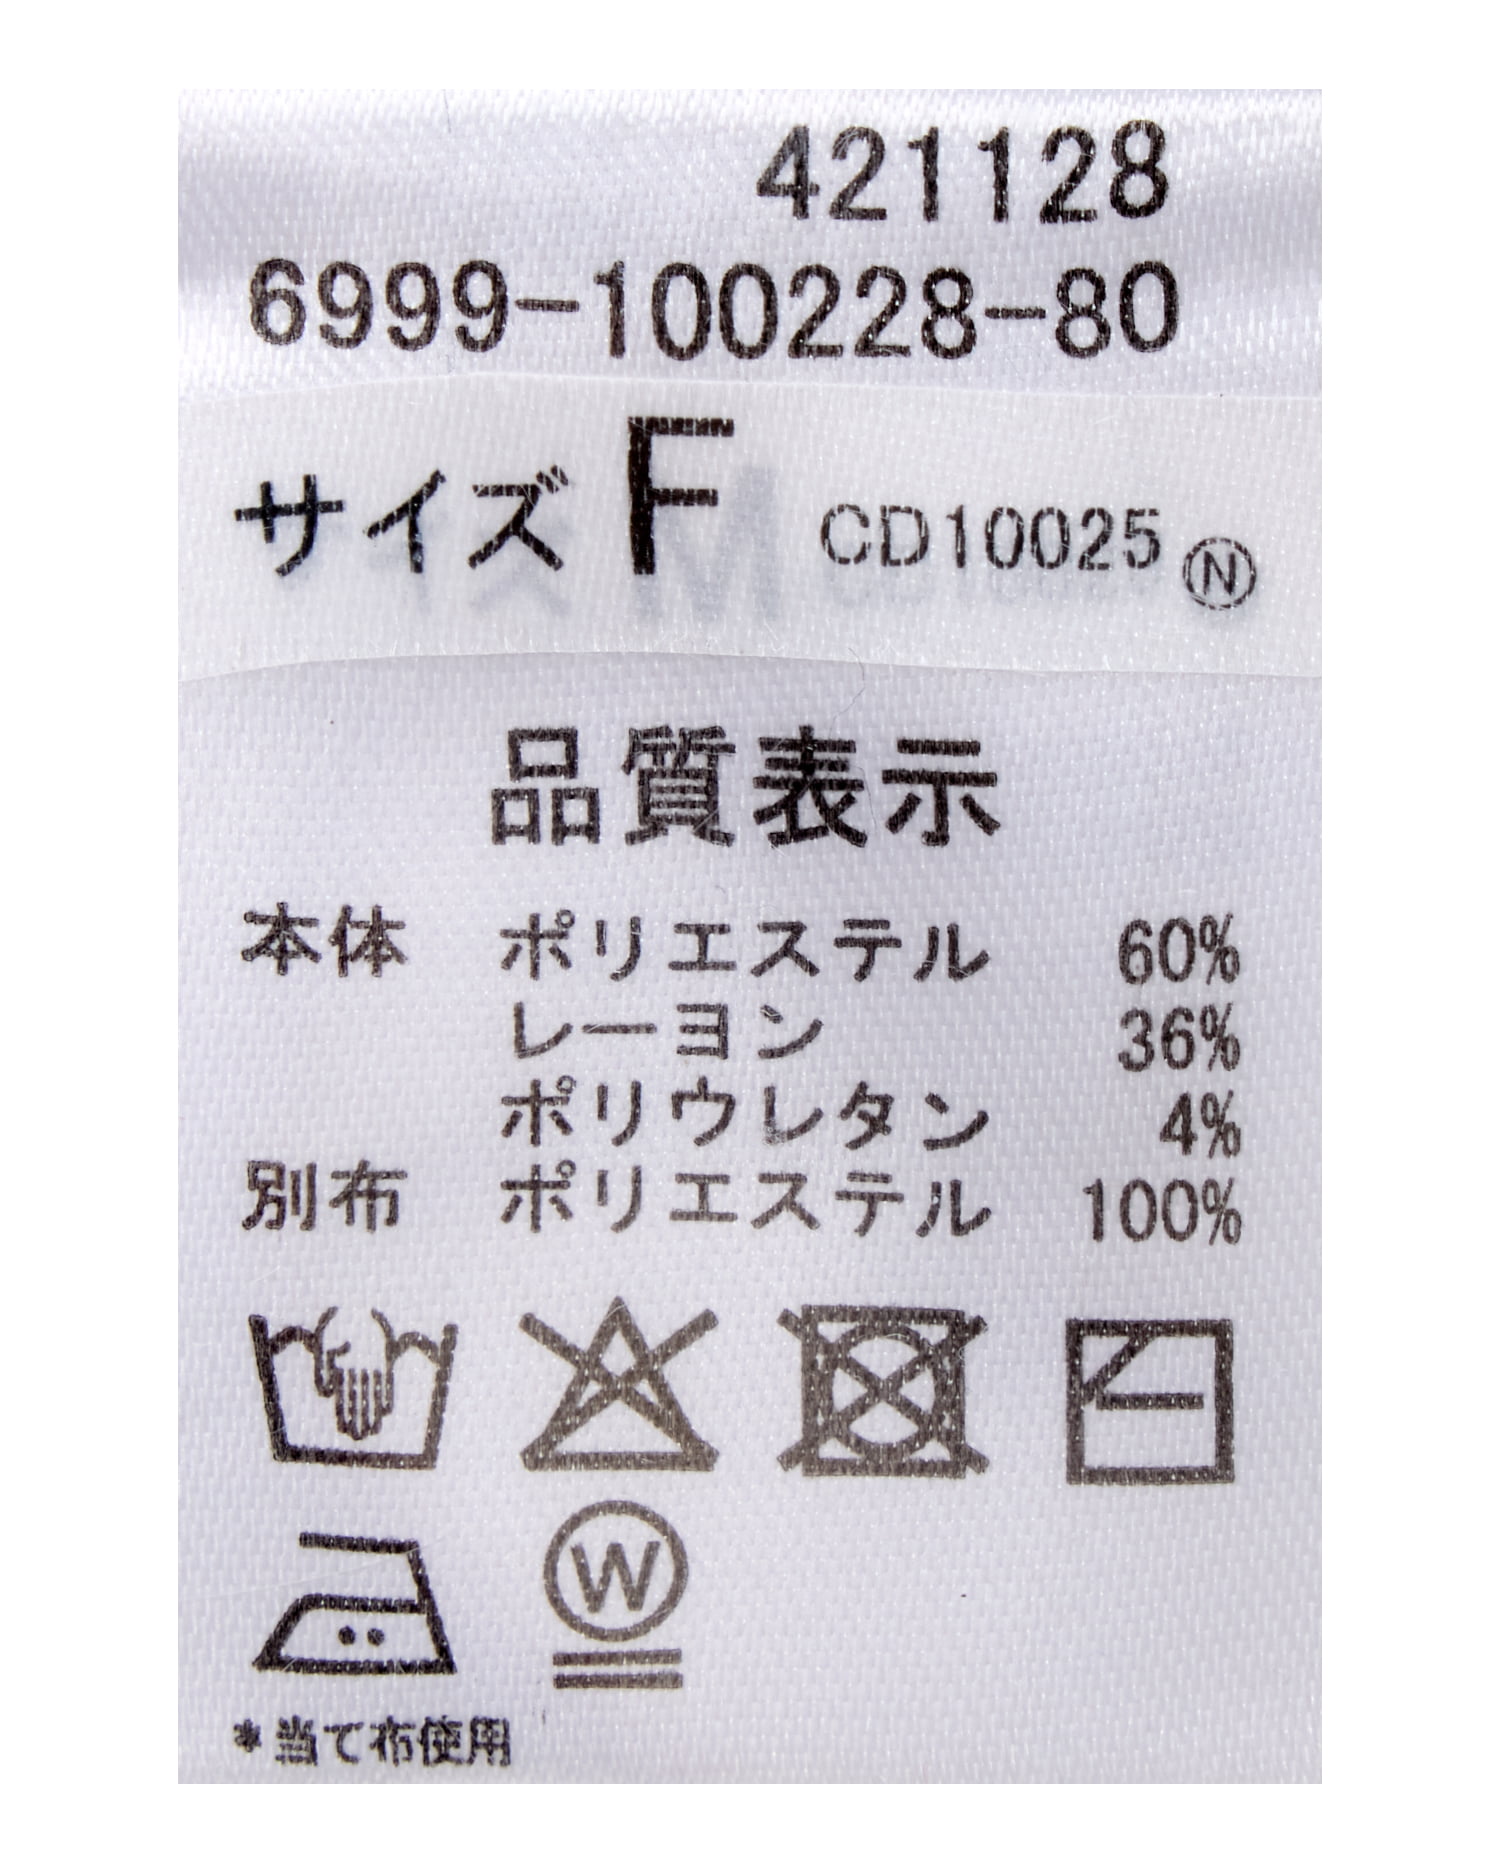 421128
6999-100228-80
サイズ F CD10025 Ⓝ
品質表示
本体 ポリエステル 60%
レーヨン 36%
ポリウレタン 4%
別布 ポリエステル 100%
W
*当て布使用